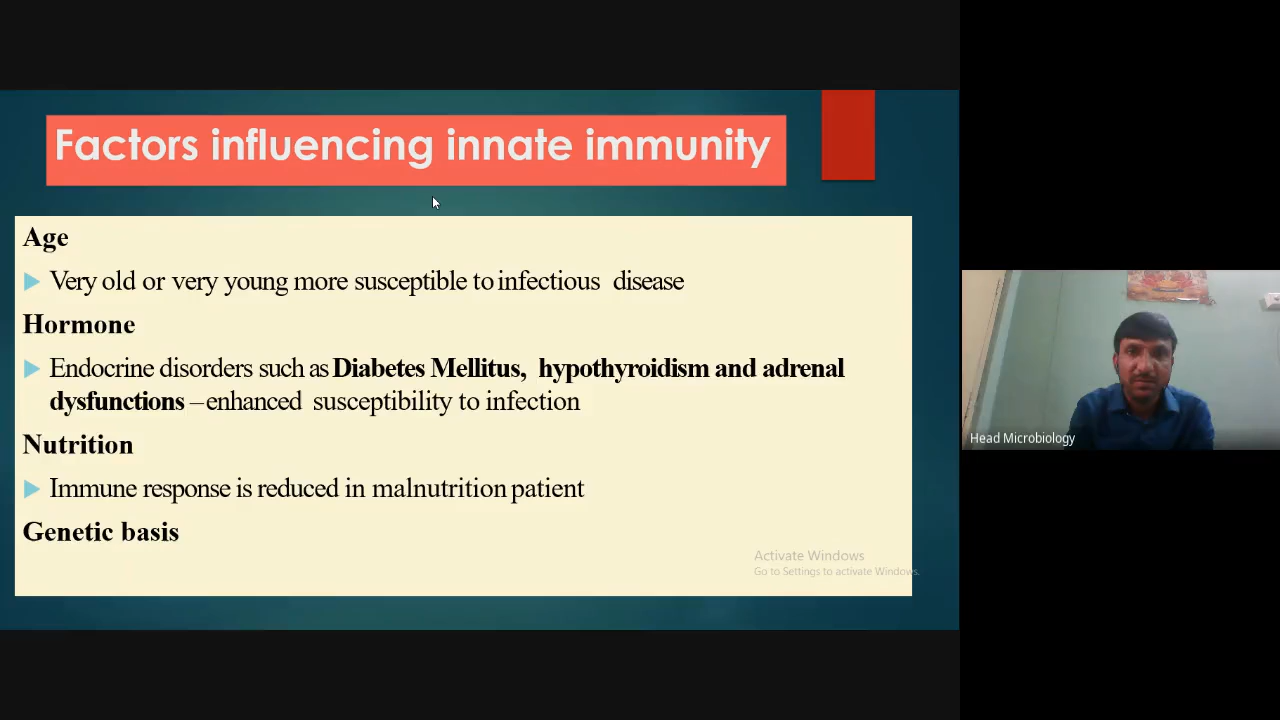 Factors influencing innate immunity
Age
Very old or very young more susceptible to infectious disease
Hormone
Endocrine disorders such as Diabetes Mellitus, hypothyroidism and adrenal
dysfunctions – enhanced susceptibility to infection
Nutrition
Immune response is reduced in malnutrition patient
Genetic basis
Activate Windows
Go to Settings to activate Windows.
Head Microbiology